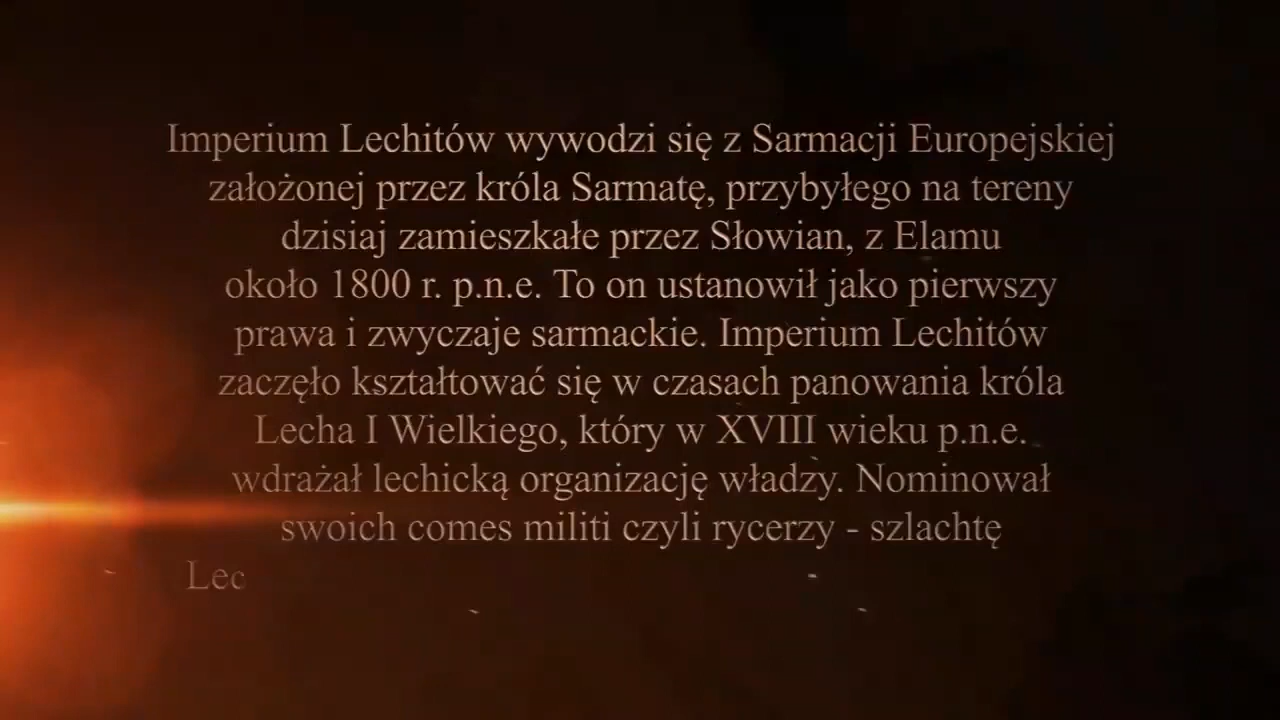 Imperium Lechitów wywodzi się z Sarmacji Europejskiej
założonej przez króla Sarmatę, przybyłego na tereny
dzisiaj zamieszkałe przez Słowian, z Elamu
około 1800 r. p.n.e. To on ustanowił jako pierwszy
prawa i zwyczaje sarmackie. Imperium Lechitów
zaczęło kształtować się w czasach panowania króla
Lecha I Wielkiego, który w XVIII wieku p.n.e.
wdrażał lechicką organizację władzy. Nominował
swoich comes militi czyli rycerzy - szlachtę
Lec